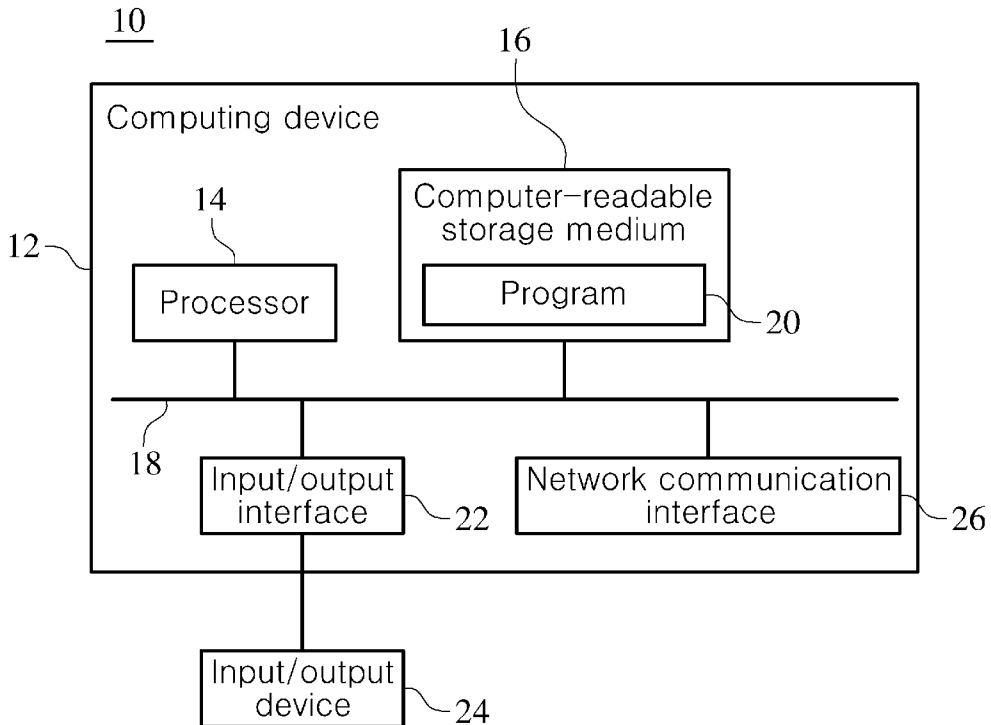 10
16
Computing device
Computer-readable
storage medium
14
12
Processor
Program
20
18
Input/output
interface
22
Network communication
interface
26
Input/output
device
24